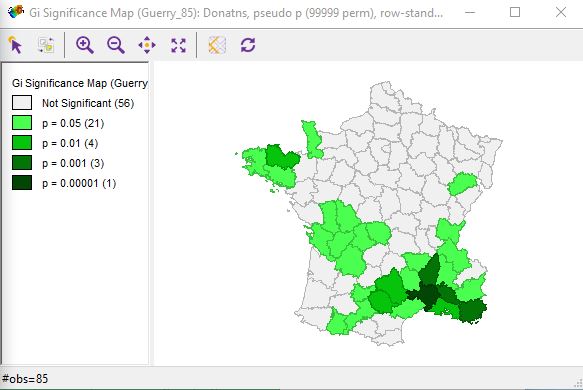 Gi Significance Map (Guerry_85): Donatns, pseudo p (99999 perm), row-stand...
Gi Significance Map (Guerry
Not Significant (56)
p = 0.05 (21)
p = 0.01 (4)
p = 0.001 (3)
p = 0.00001 (1)
#obs=85